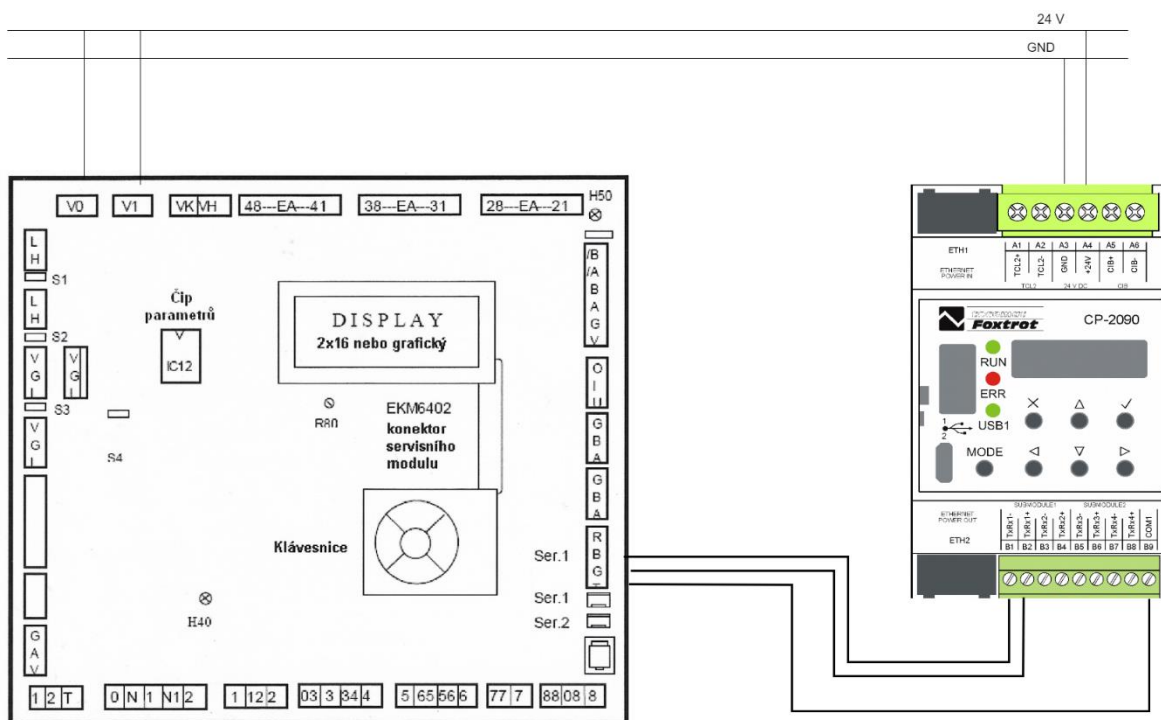 24 V
GND
V0
V1
VK VH
48---EA---41
38---EA---31
28---EA---21
H50
L
H
S1
L
H
S2
V
G
L
V
G
L
S3
V
G
L
S4
Čip
parametrů
IC12
DISPLAY
2x16 nebo grafický
R80
EKM6402
konektor
servisního
modulu
Klávesnice
H40
/B
/A
B
A
G
V
O
I
U
G
B
A
G
B
A
R
B
G
T
Ser.1
Ser.1
Ser.2
G
A
V
1 2 T
0 N 1 N1 2
1 12 2
03 3 34 4
5 65 56 6
77 7
88 08 8
ETH1
ETHERNET
POWER IN
A1 A2 A3 A4 A5 A6
TCL2+ TCL2- GND +24V CIB+ CIB-
TCL2 24 V DC CIB
Foxtrot
CP-2090
RUN
ERR
USB1
1
2
MODE
ETHERNET
POWER OUT
ETH2
SUBMODULE1 SUBMODULE2
TxRx1- TxRx1+ TxRx2- TxRx2+ TxRx3- TxRx3+ TxRx4- TxRx4+ COM1
B1 B2 B3 B4 B5 B6 B7 B8 B9